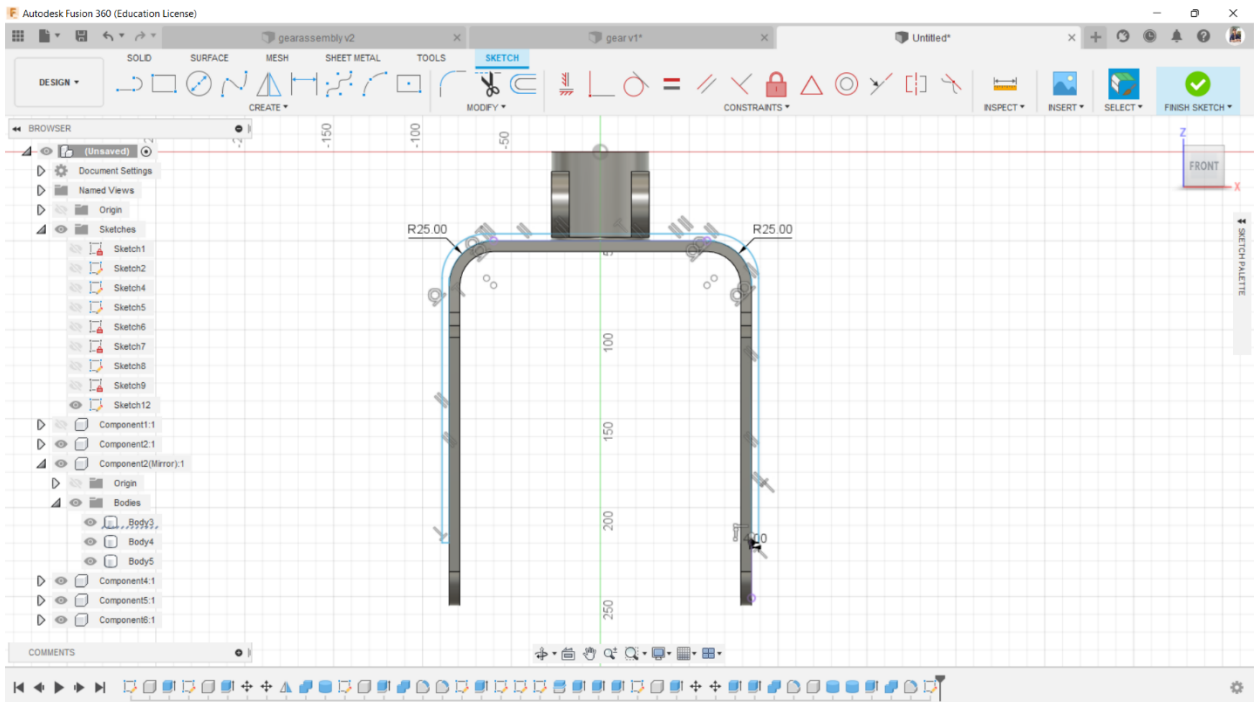 Autodesk Fusion 360 (Education License)
gearassembly v2
gear v1*
Untitled*
SOLID SURFACE MESH SHEET METAL TOOLS SKETCH
DESIGN
CREATE MODIFY CONSTRAINTS INSPECT INSERT SELECT FINISH SKETCH
BROWSER
(Unsaved)
Document Settings
Named Views
Origin
Sketches
Sketch1
Sketch2
Sketch4
Sketch5
Sketch6
Sketch7
Sketch8
Sketch9
Sketch12
Component1:1
Component2:1
Component2(Mirror):1
Origin
Bodies
Body3
Body4
Body5
Component4:1
Component5:1
Component6:1
COMMENTS
-150
-100
-50
R25.00
R25.00
100
150
200
250
Z
FRONT
X
SKETCH PALETTE